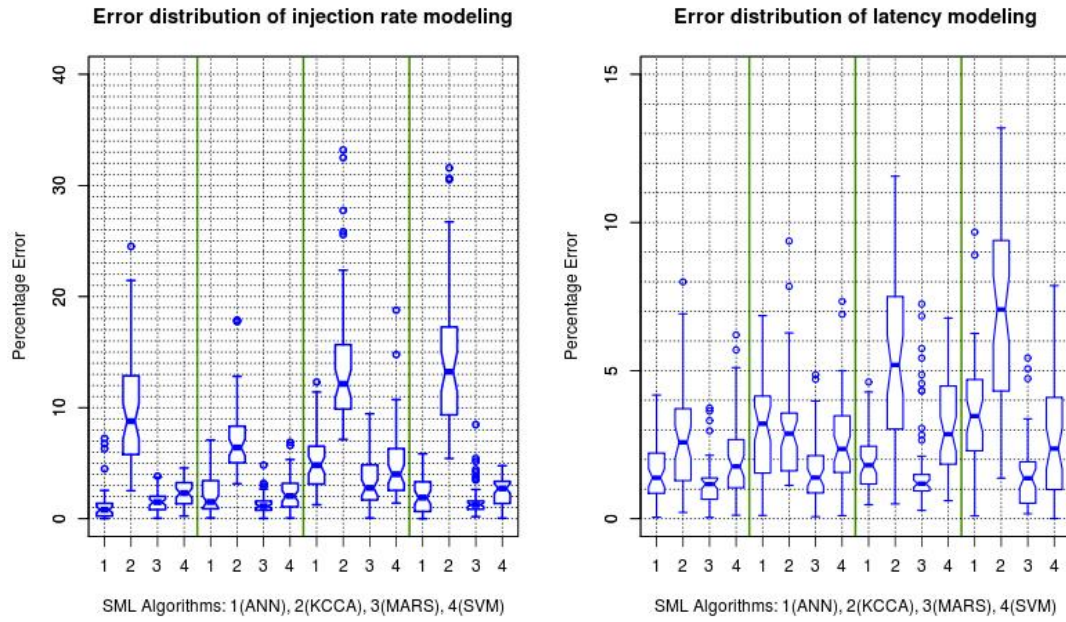 Error distribution of injection rate modeling
Percentage Error
40
30
20
10
0
1 2 3 4 1 2 3 4 1 2 3 4 1 2 3 4
SML Algorithms: 1(ANN), 2(KCCA), 3(MARS), 4(SVM)
Error distribution of latency modeling
Percentage Error
15
10
5
0
1 2 3 4 1 2 3 4 1 2 3 4 1 2 3 4
SML Algorithms: 1(ANN), 2(KCCA), 3(MARS), 4(SVM)